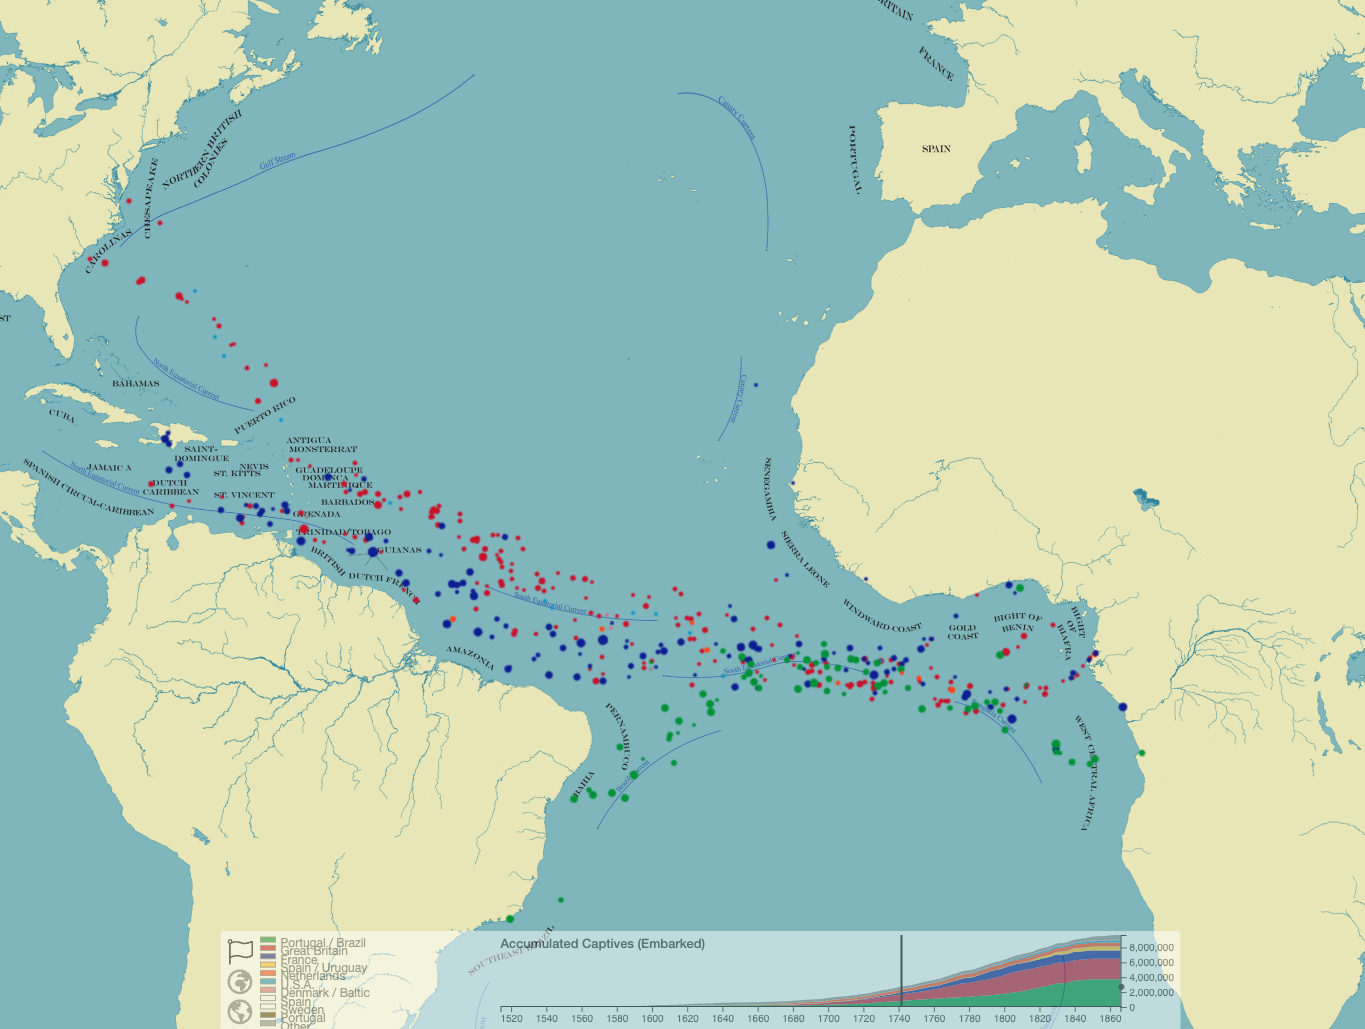 BRITAIN
FRANCE
PORTUGAL
SPAIN
Canary Current
Gulf Stream
NORTHERN BRITISH
COLONIES
CHESAPEAKE
CAROLINAS
ST
North Equatorial Current
BAHAMAS
CUBA
PUERTO RICO
Canary Current
ANTIGUA
MONSTERRAT
SAINT-
DOMINGUE
JAMAICA
NEVIS
ST. KITTS
GUADELOUPE
DOMINCA
MARTINIQUE
North Equatorial Current
SPANISH CIRCUM-CARIBBEAN
DUTCH
CARIBBEAN
ST. VINCENT
BARBADOS
GRENADA
TRINIDAD/TOBAGO
GUIANAS
BRITISH DUTCH FRENCH
SENEGAMBIA
SIERRA LEONE
WINDWARD COAST
GOLD
COAST
BIGHT OF
BENIN
BIGHT
OF
BIAFRA
South Equatorial Current
South Equatorial Current
AMAZONIA
PERNAMBUCO
BAHIA
Brazil Current
Current
WEST CENTRAL AFRICA
SOUTHEAST BRAZIL
Portugal / Brazil
Great Britain
France
Spain / Uruguay
Netherlands
U.S.A.
Denmark / Baltic
Spain
Sweden
Portugal
Other
Accumulated Captives (Embarked)
8,000,000
6,000,000
4,000,000
2,000,000
0
1520 1540 1560 1580 1600 1620 1640 1660 1680 1700 1720 1740 1760 1780 1800 1820 1840 1860